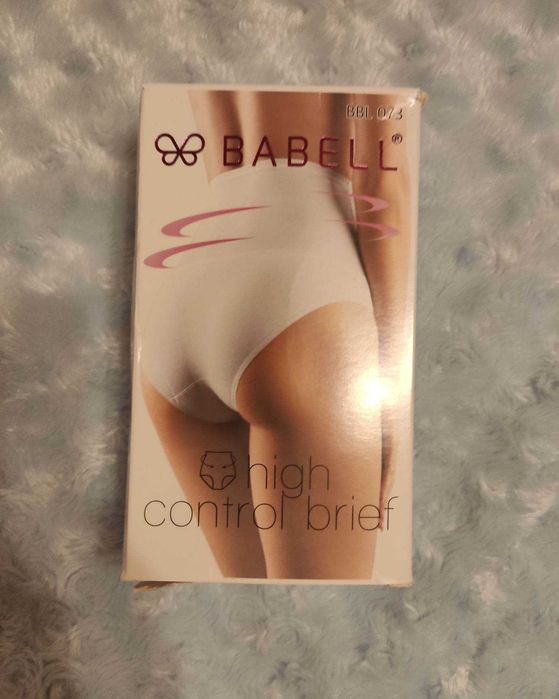 BBL 073
BABELL®
high
control brief